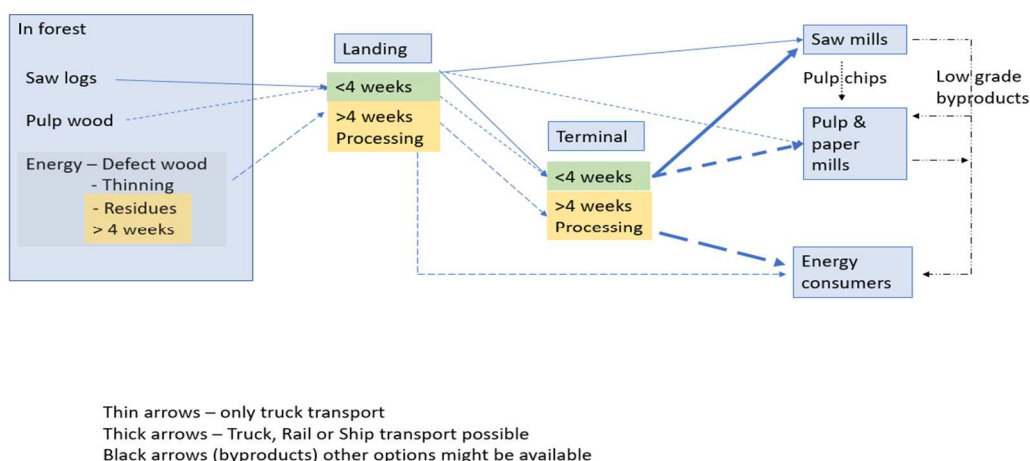 In forest
Saw logs
Pulp wood
Energy – Defect wood
- Thinning
- Residues
> 4 weeks
Landing
<4 weeks
>4 weeks
Processing
Terminal
<4 weeks
>4 weeks
Processing
Saw mills
Pulp chips
Low grade
byproducts
Pulp &
paper
mills
Energy
consumers
Thin arrows – only truck transport
Thick arrows – Truck, Rail or Ship transport possible
Black arrows (byproducts) other options might be available